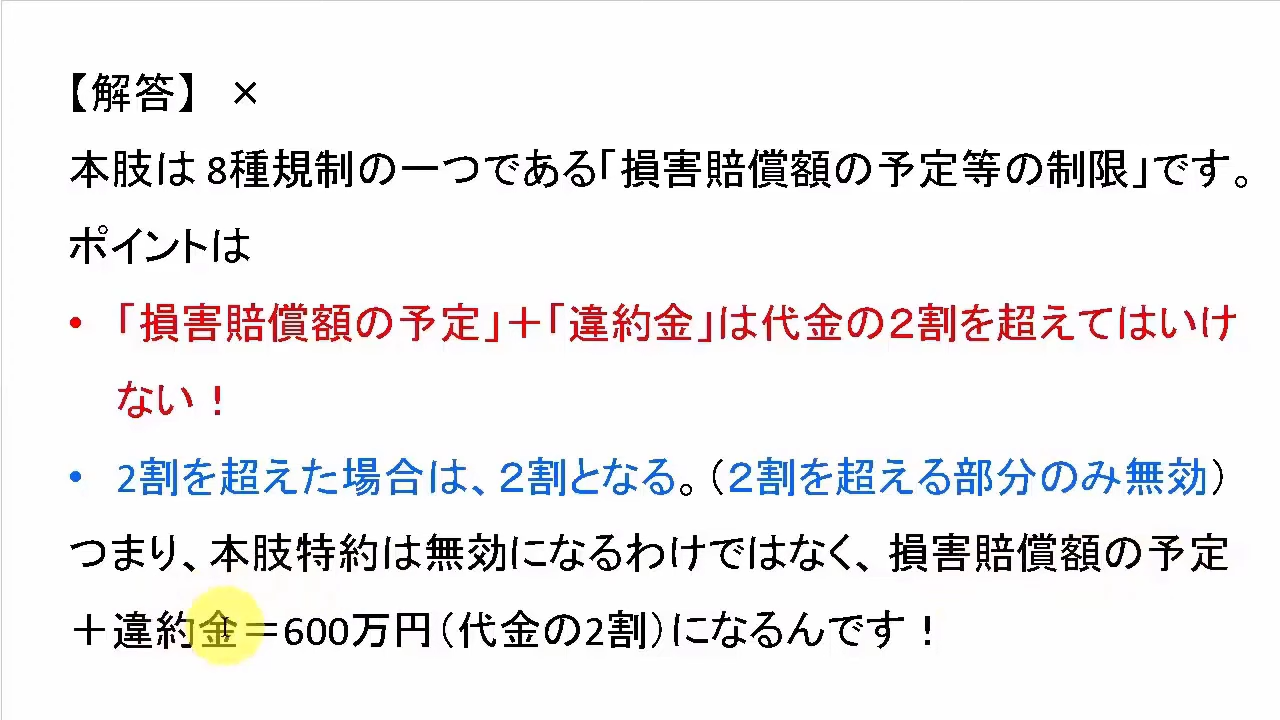 【解答】 ×
本肢は 8種規制の一つである「損害賠償額の予定等の制限」です。
ポイントは
• 「損害賠償額の予定」＋「違約金」は代金の２割を超えてはいけ
ない！
• 2割を超えた場合は、２割となる。（２割を超える部分のみ無効）
つまり、本肢特約は無効になるわけではなく、損害賠償額の予定
＋違約金＝600万円（代金の2割）になるんです！